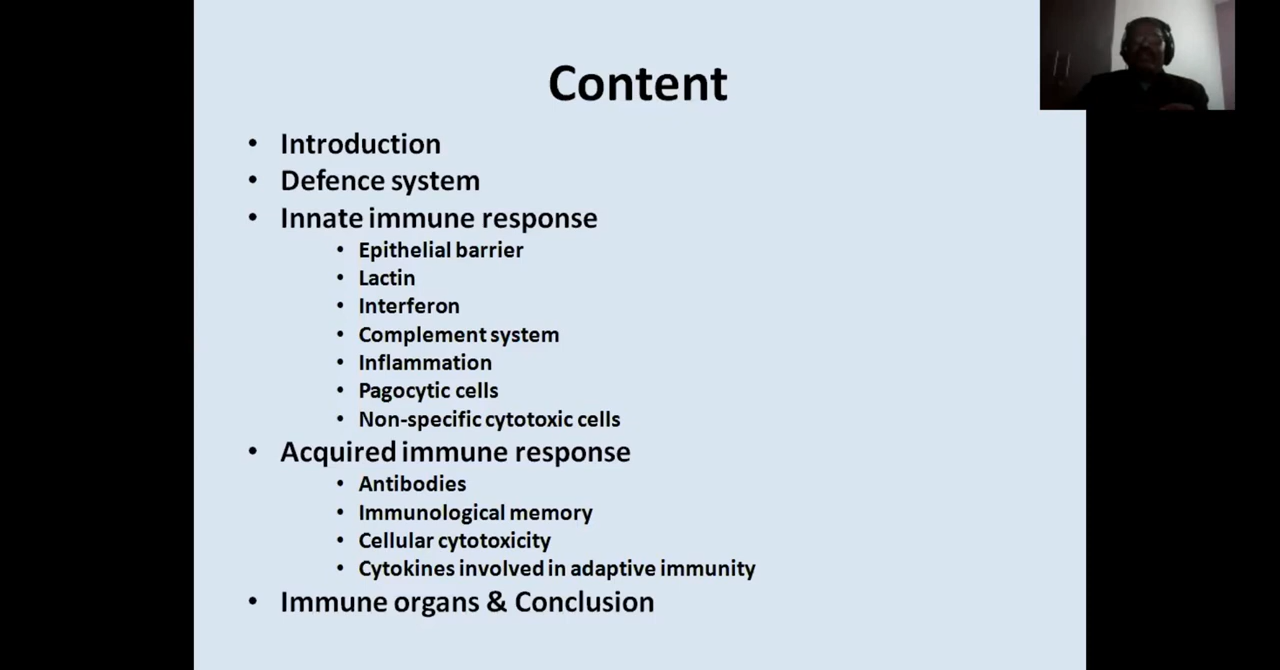 Content
• Introduction
• Defence system
• Innate immune response
• Epithelial barrier
• Lactin
• Interferon
• Complement system
• Inflammation
• Pagocytic cells
• Non-specific cytotoxic cells
• Acquired immune response
• Antibodies
• Immunological memory
• Cellular cytotoxicity
• Cytokines involved in adaptive immunity
• Immune organs & Conclusion